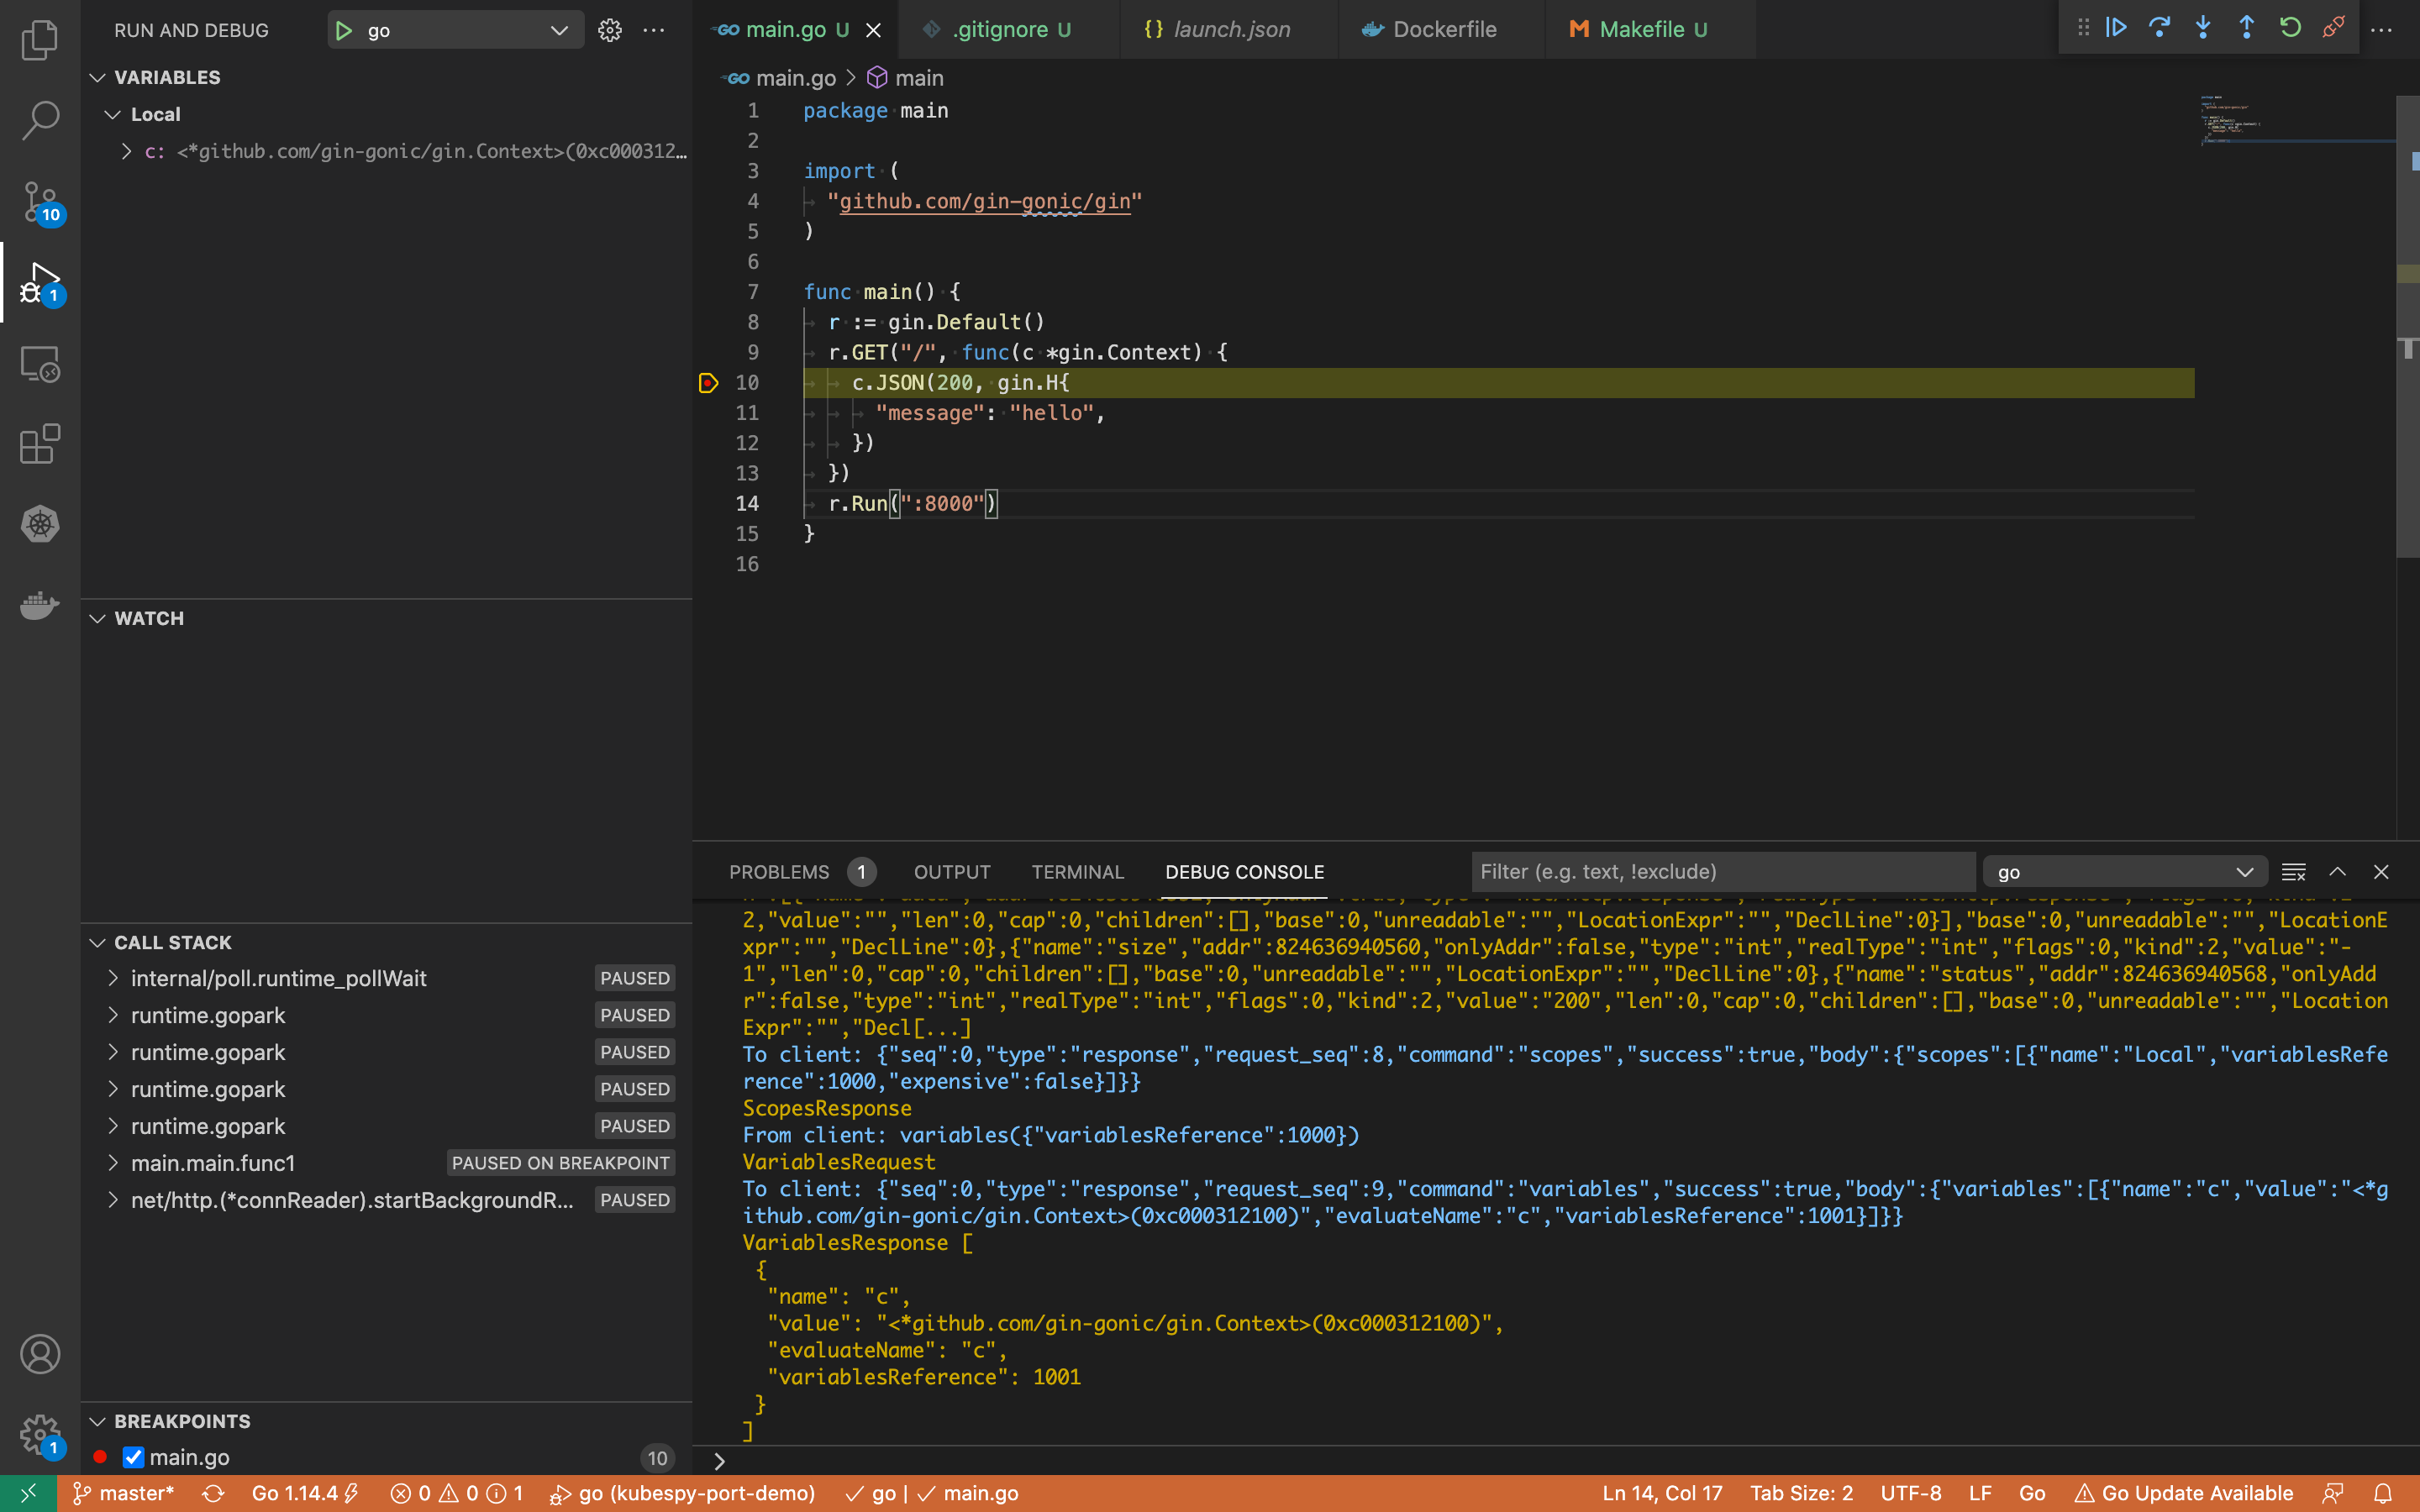 RUN AND DEBUG
go
VARIABLES
Local
c: <*github.com/gin-gonic/gin.Context>(0xc000312...
10
1
WATCH
CALL STACK
internal/poll.runtime_pollWait PAUSED
runtime.gopark PAUSED
runtime.gopark PAUSED
runtime.gopark PAUSED
runtime.gopark PAUSED
main.main.func1 PAUSED ON BREAKPOINT
net/http.(*connReader).startBackgroundR... PAUSED
BREAKPOINTS
main.go 10
1
main.go U
.gitignore U
{} launch.json
Dockerfile
M Makefile U
GO main.go > main
1 package main
2
3 import (
4 "github.com/gin-gonic/gin"
5 )
6
7 func main() {
8 r := gin.Default()
9 r.GET("/", func(c *gin.Context) {
10 c.JSON(200, gin.H{
11 "message": "hello",
12 })
13 })
14 r.Run(":8000")
15 }
16
PROBLEMS 1 OUTPUT TERMINAL DEBUG CONSOLE
Filter (e.g. text, !exclude)
go
2,"value":"","len":0,"cap":0,"children":[],"base":0,"unreadable":"","LocationExpr":"","DeclLine":0}],"base":0,"unreadable":"","LocationE
xpr":"","DeclLine":0},{"name":"size","addr":824636940560,"onlyAddr":false,"type":"int","realType":"int","flags":0,"kind":2,"value":"-
1","len":0,"cap":0,"children":[],"base":0,"unreadable":"","LocationExpr":"","DeclLine":0},{"name":"status","addr":824636940568,"onlyAdd
r":false,"type":"int","realType":"int","flags":0,"kind":2,"value":"200","len":0,"cap":0,"children":[],"base":0,"unreadable":"","Location
Expr":"","Decl[...]
To client: {"seq":0,"type":"response","request_seq":8,"command":"scopes","success":true,"body":{"scopes":[{"name":"Local","variablesRefe
rence":1000,"expensive":false}]}}
ScopesResponse
From client: variables({"variablesReference":1000})
VariablesRequest
To client: {"seq":0,"type":"response","request_seq":9,"command":"variables","success":true,"body":{"variables":[{"name":"c","value":"<*g
ithub.com/gin-gonic/gin.Context>(0xc000312100)","evaluateName":"c","variablesReference":1001}]}}
VariablesResponse [
{
"name": "c",
"value": "<*github.com/gin-gonic/gin.Context>(0xc000312100)",
"evaluateName": "c",
"variablesReference": 1001
}
]
master* Go 1.14.4 0 0 1 go (kubespy-port-demo) go | main.go Ln 14, Col 17 Tab Size: 2 UTF-8 LF Go Go Update Available